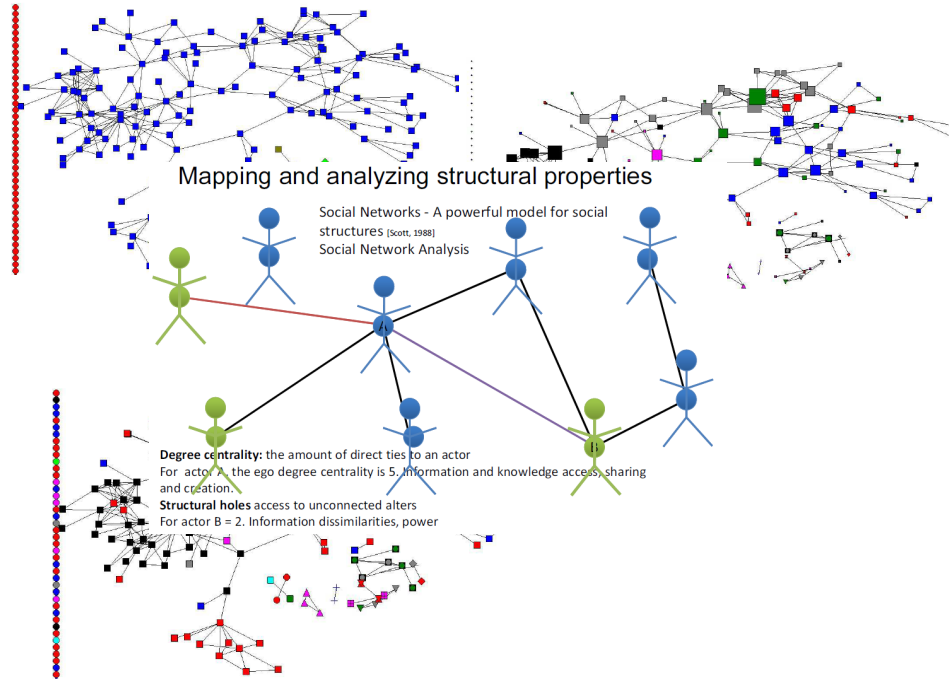 Mapping and analyzing structural properties
Social Networks - A powerful model for social
structures [Scott, 1988]
Social Network Analysis
A
B
Degree centrality: the amount of direct ties to an actor
For actor A, the ego degree centrality is 5. Information and knowledge access, sharing
and creation.
Structural holes access to unconnected alters
For actor B = 2. Information dissimilarities, power